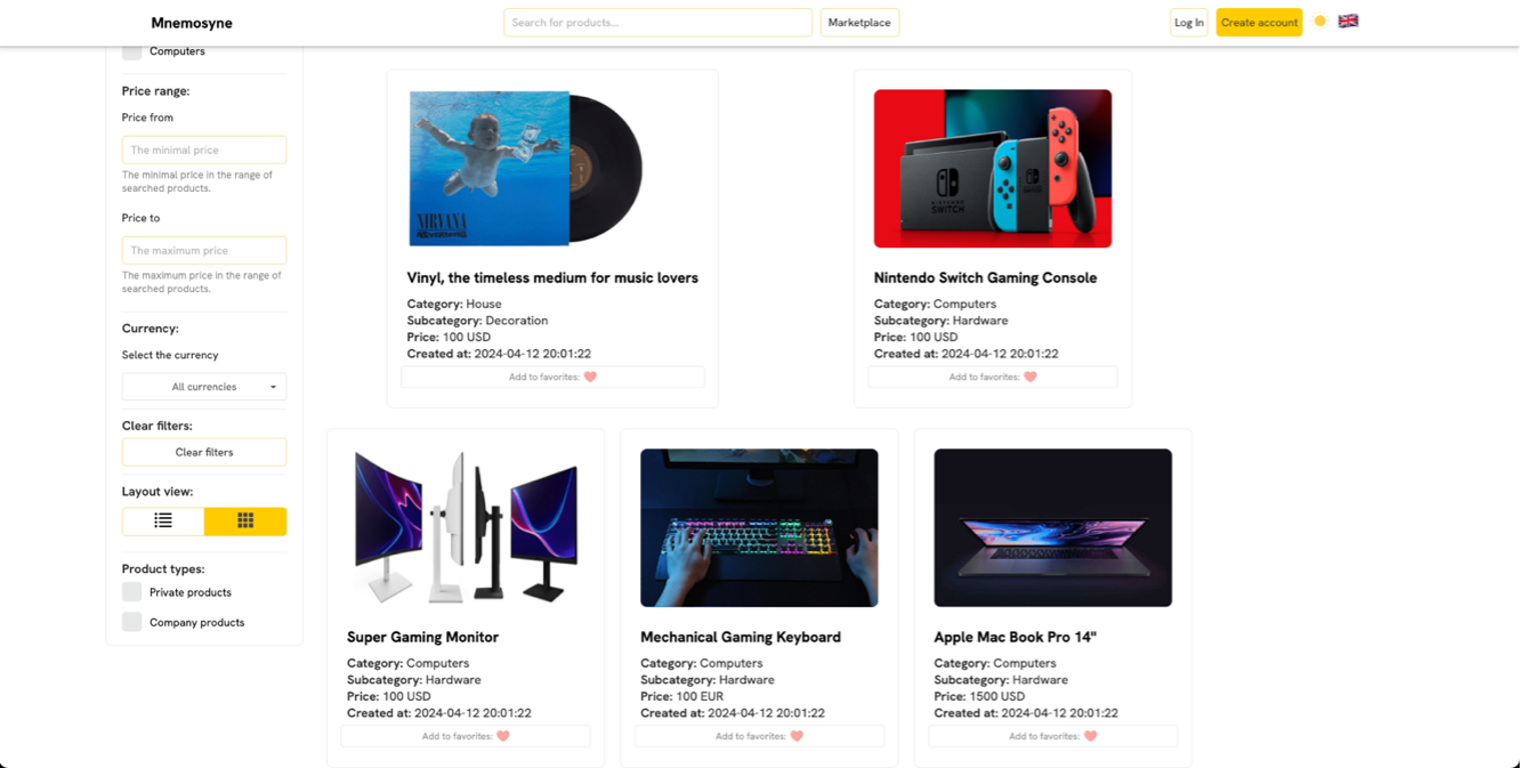 Mnemosyne
Search for products...
Marketplace
Log In
Create account
Computers
Price range:
Price from
The minimal price
The minimal price in the range of
searched products.
Price to
The maximum price
The maximum price in the range of
searched products.
Currency:
Select the currency
All currencies
Clear filters:
Clear filters
Layout view:
Product types:
Private products
Company products
NIRVANA
NEVERMIND
Vinyl, the timeless medium for music lovers
Category: House
Subcategory: Decoration
Price: 100 USD
Created at: 2024-04-12 20:01:22
Add to favorites:
NINTENDO
SWITCH
Nintendo Switch Gaming Console
Category: Computers
Subcategory: Hardware
Price: 100 USD
Created at: 2024-04-12 20:01:22
Add to favorites:
Super Gaming Monitor
Category: Computers
Subcategory: Hardware
Price: 100 USD
Created at: 2024-04-12 20:01:22
Add to favorites:
Mechanical Gaming Keyboard
Category: Computers
Subcategory: Hardware
Price: 100 EUR
Created at: 2024-04-12 20:01:22
Add to favorites:
Apple Mac Book Pro 14"
Category: Computers
Subcategory: Hardware
Price: 1500 USD
Created at: 2024-04-12 20:01:22
Add to favorites: